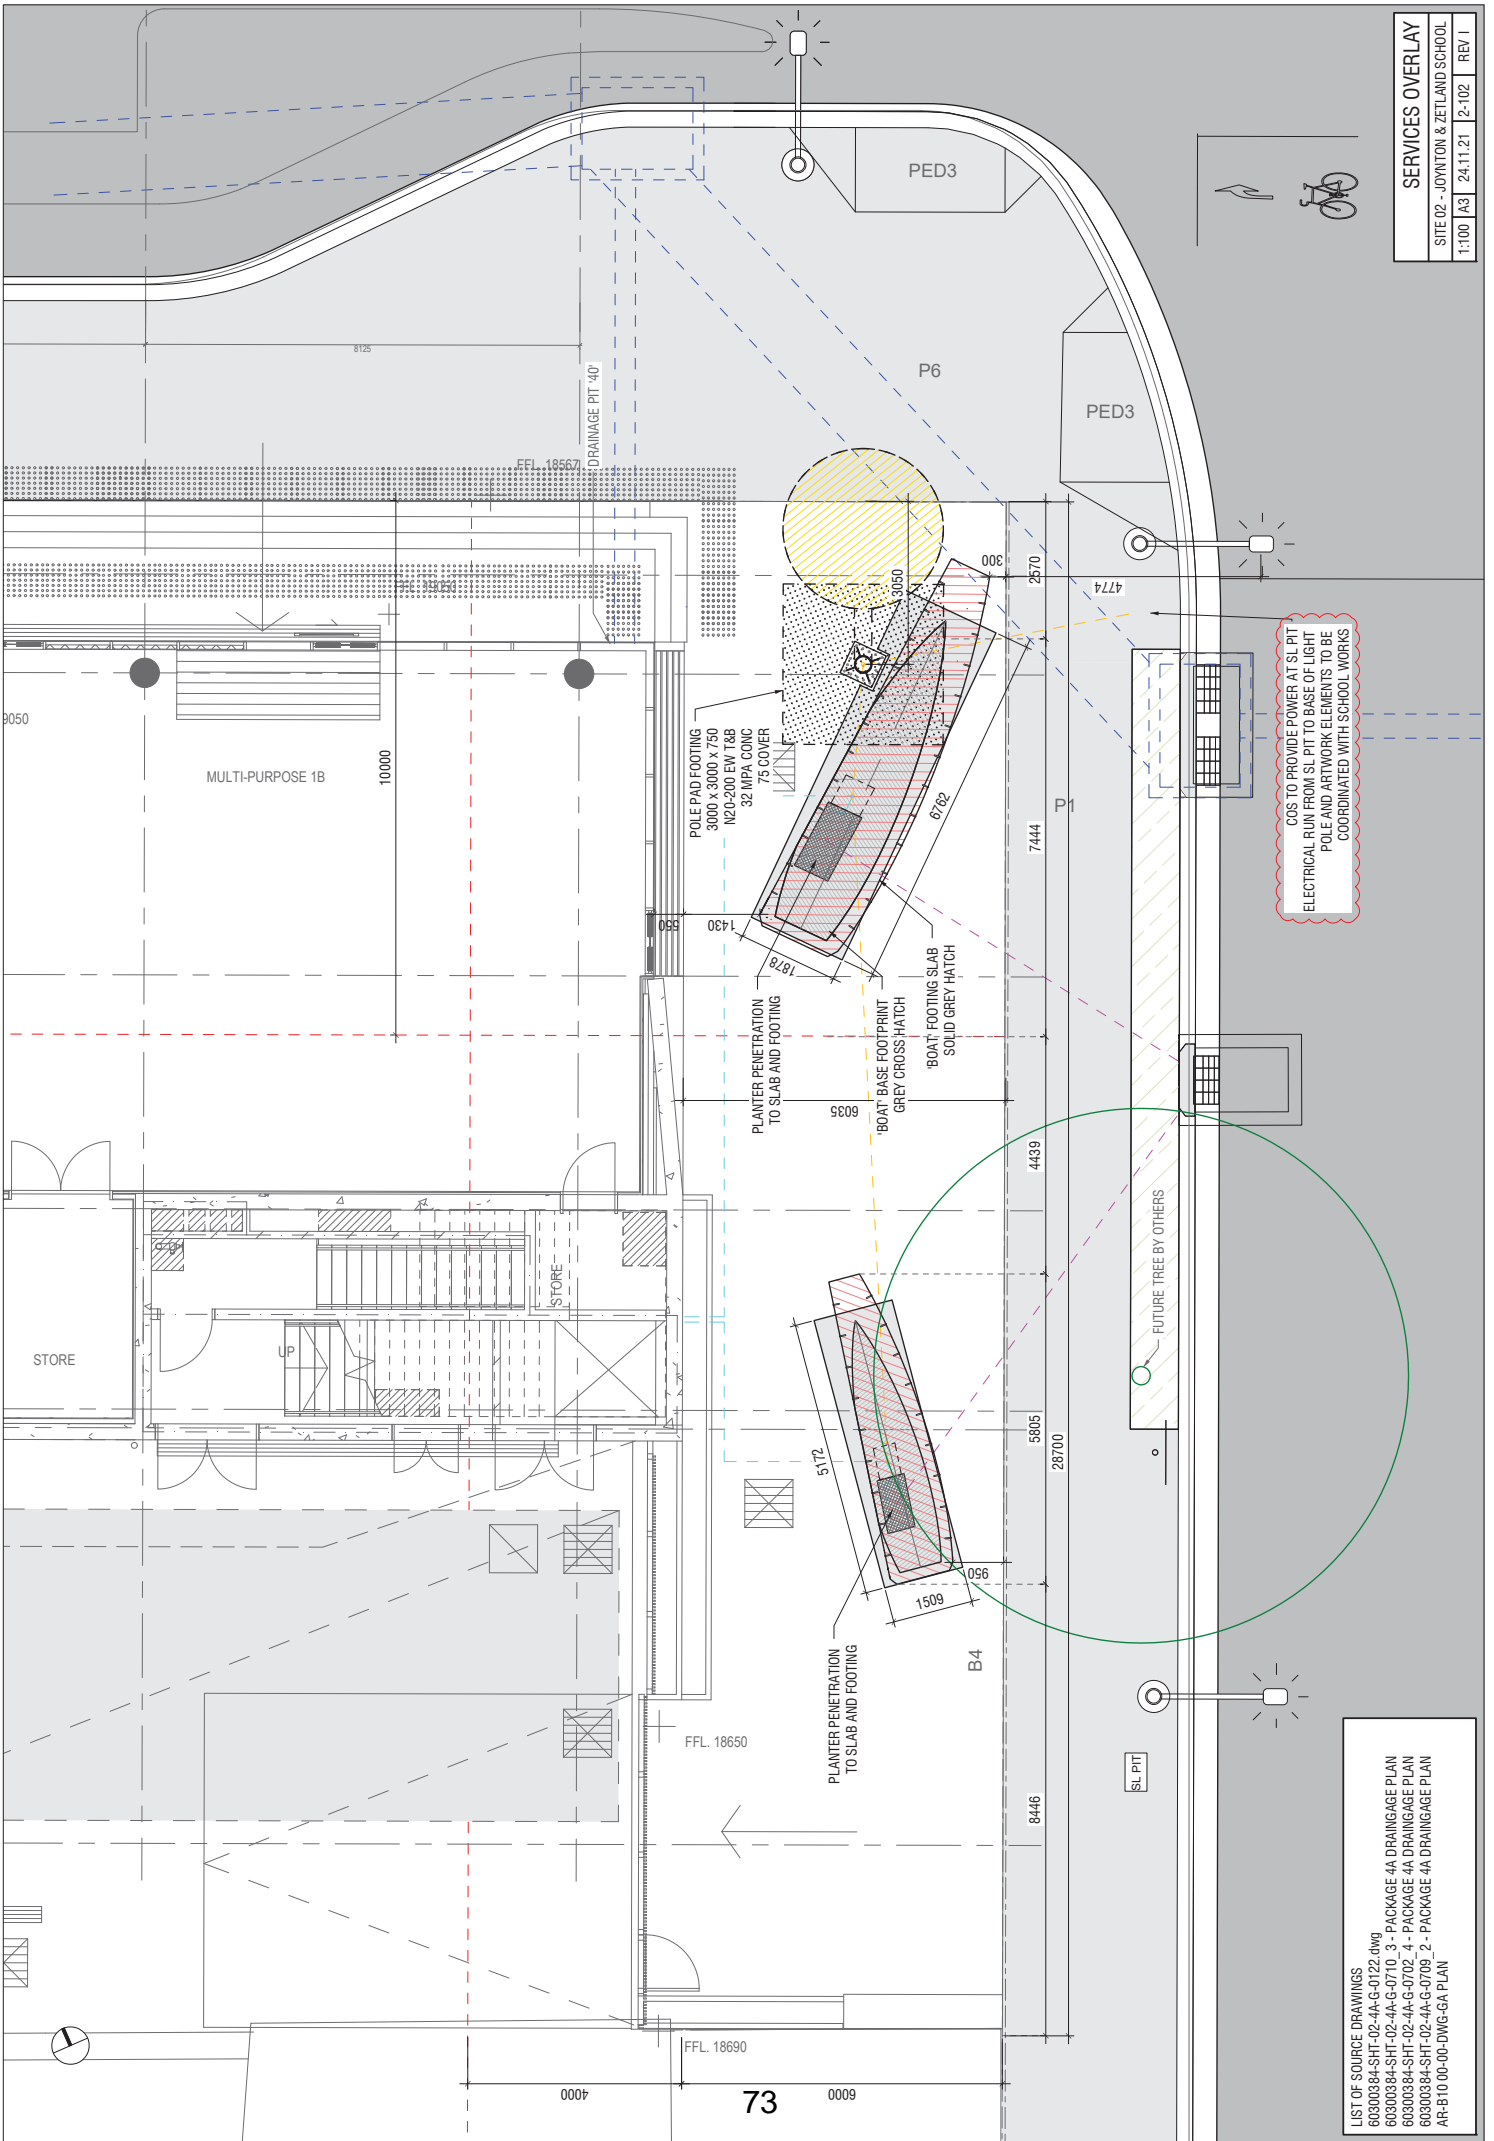 SERVICES OVERLAY
SITE 02 - JOYNTON & ZETLAND SCHOOL
1:100 A3 24.11.21 2-102 REV I
PED3
P6
PED3
8125
DRAINAGE PIT '40'
FFL. 18567
FFL. 19050
9050
MULTI-PURPOSE 1B
10000
POLE PAD FOOTING
3000 x 3000 x 750
N20-200 EW T&B
32 MPA CONC
75 COVER
3050
300
2570
4774
COS TO PROVIDE POWER AT SL PIT
ELECTRICAL RUN FROM SL PIT TO BASE OF LIGHT
POLE AND ARTWORK ELEMENTS TO BE
COORDINATED WITH SCHOOL WORKS
P1
6762
7444
550
1430
1878
PLANTER PENETRATION
TO SLAB AND FOOTING
'BOAT' BASE FOOTPRINT
GREY CROSS HATCH
'BOAT' FOOTING SLAB
SOLID GREY HATCH
6035
4439
FUTURE TREE BY OTHERS
STORE
UP
STORE
5172
5805
28700
950
1509
B4
PLANTER PENETRATION
TO SLAB AND FOOTING
FFL. 18650
SL PIT
8446
FFL. 18690
4000
6000
73
LIST OF SOURCE DRAWINGS
60300384-SHT-02-4A-G-0122.dwg
60300384-SHT-02-4A-G-0710_3 - PACKAGE 4A DRAINGAGE PLAN
60300384-SHT-02-4A-G-0702_4 - PACKAGE 4A DRAINGAGE PLAN
60300384-SHT-02-4A-G-0709_2 - PACKAGE 4A DRAINGAGE PLAN
AR-B10 00-00-DWG-GA PLAN